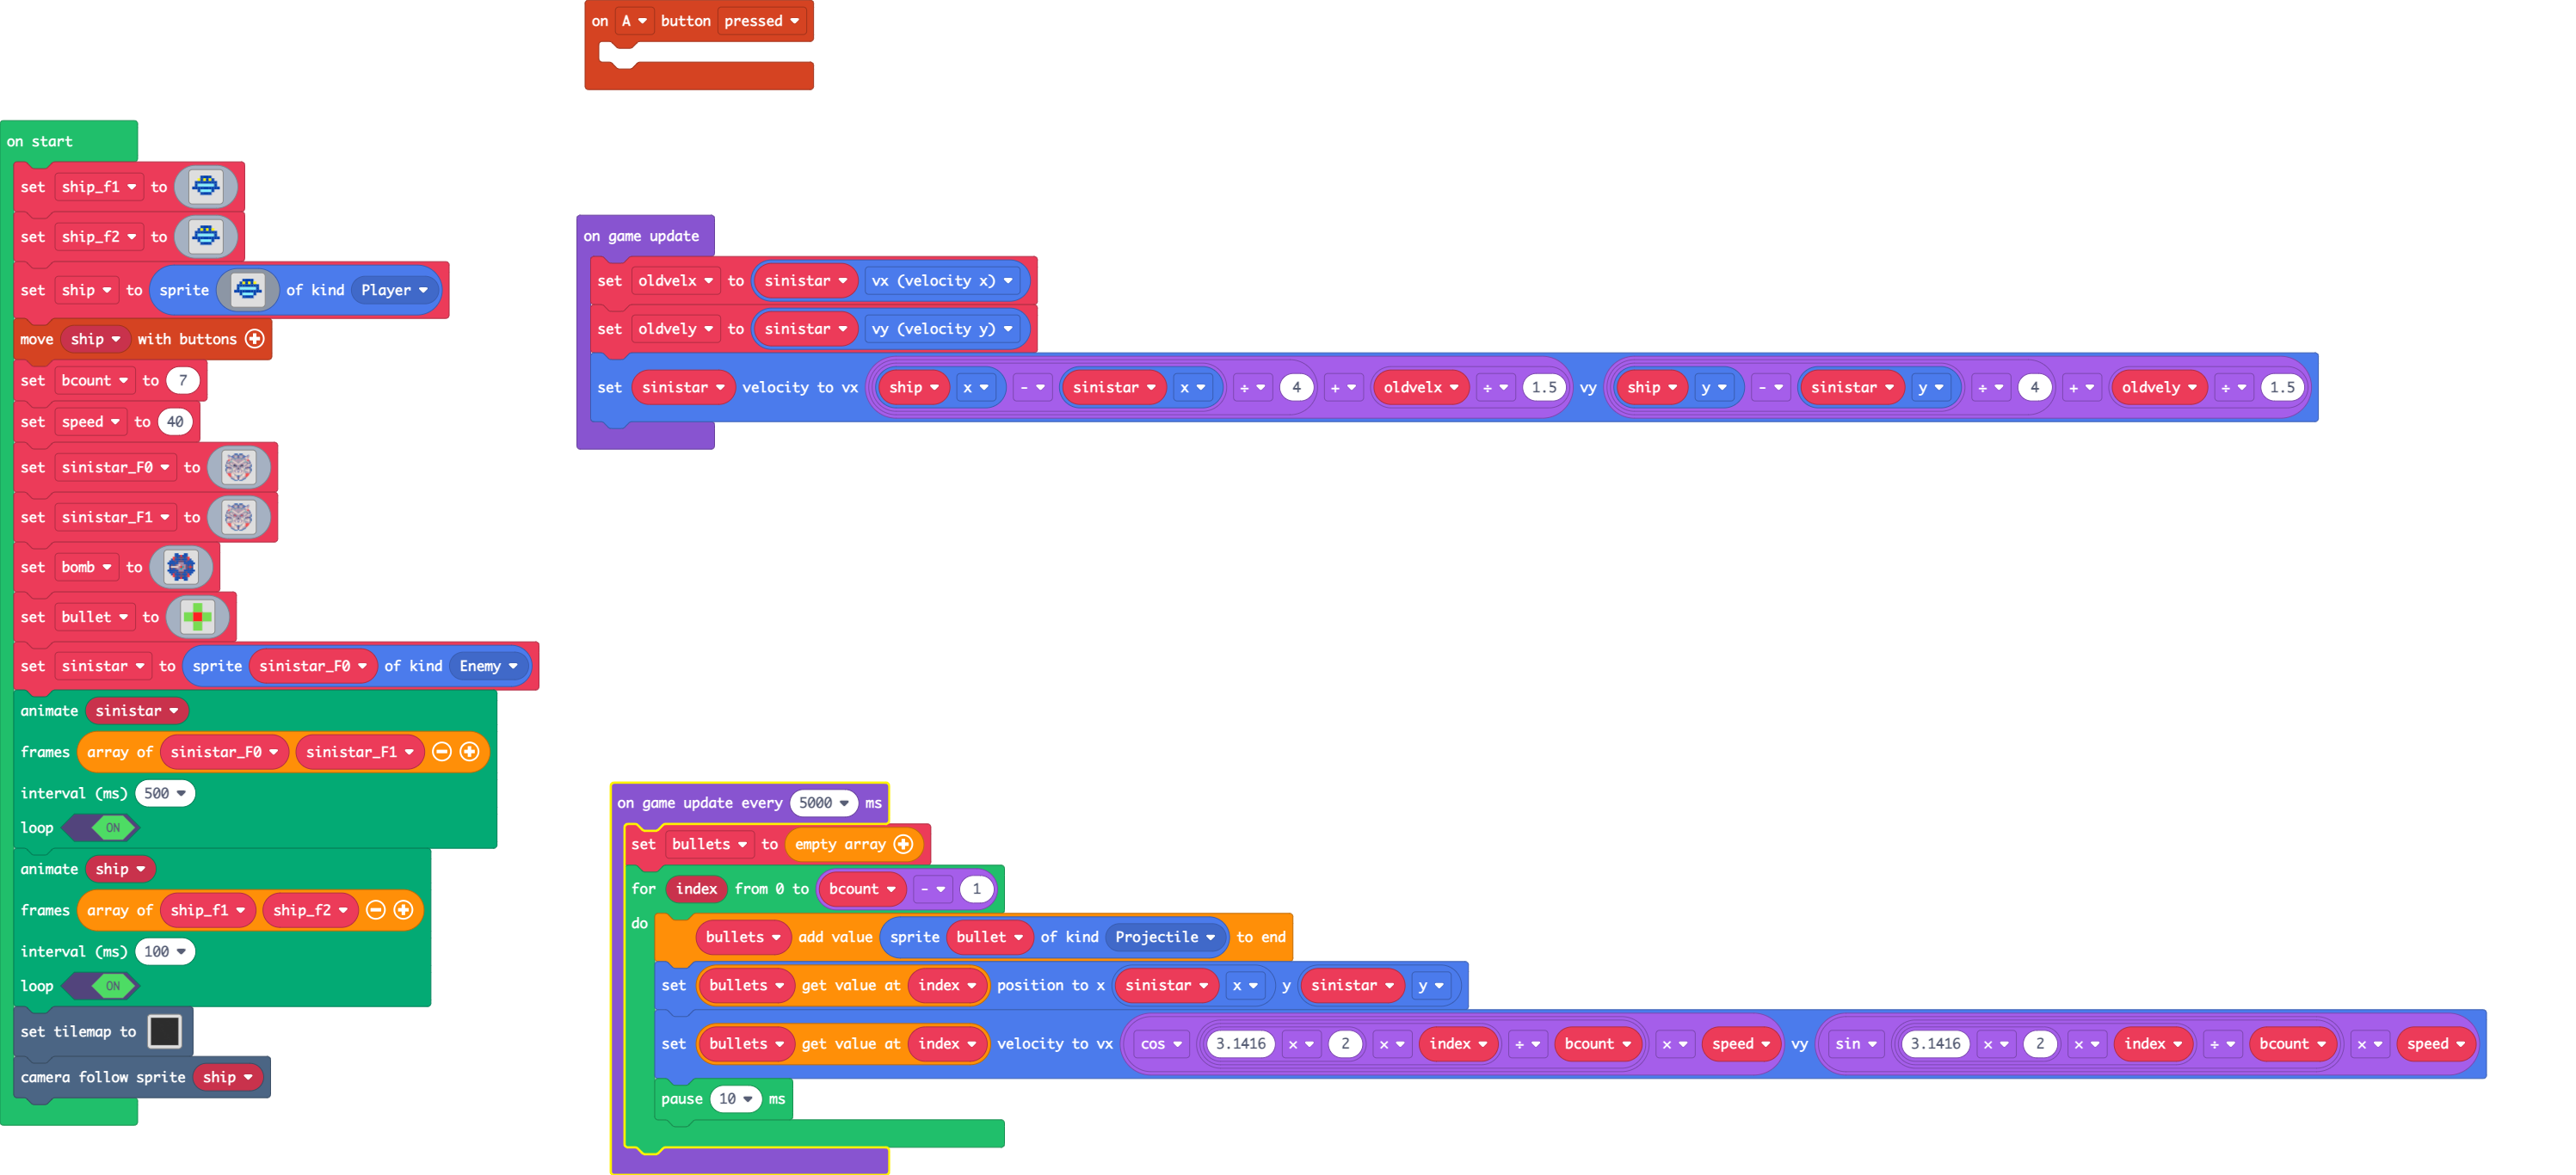 on A button pressed
on start
set ship_f1 to
set ship_f2 to
set ship to sprite of kind Player
move ship with buttons
set bcount to 7
set speed to 40
set sinistar_F0 to
set sinistar_F1 to
set bomb to
set bullet to
set sinistar to sprite sinistar_F0 of kind Enemy
animate sinistar
frames array of sinistar_F0 sinistar_F1
interval (ms) 500
loop ON
animate ship
frames array of ship_f1 ship_f2
interval (ms) 100
loop ON
set tilemap to
camera follow sprite ship
on game update
set oldvelx to sinistar vx (velocity x)
set oldvely to sinistar vy (velocity y)
set sinistar velocity to vx ship x - sinistar x ÷ 4 + oldvelx ÷ 1.5 vy ship y - sinistar y ÷ 4 + oldvely ÷ 1.5
on game update every 5000 ms
set bullets to empty array
for index from 0 to bcount - 1
do
bullets add value sprite bullet of kind Projectile to end
set bullets get value at index position to x sinistar x y sinistar y
set bullets get value at index velocity to vx cos 3.1416 × 2 × index ÷ bcount × speed vy sin 3.1416 × 2 × index ÷ bcount × speed
pause 10 ms